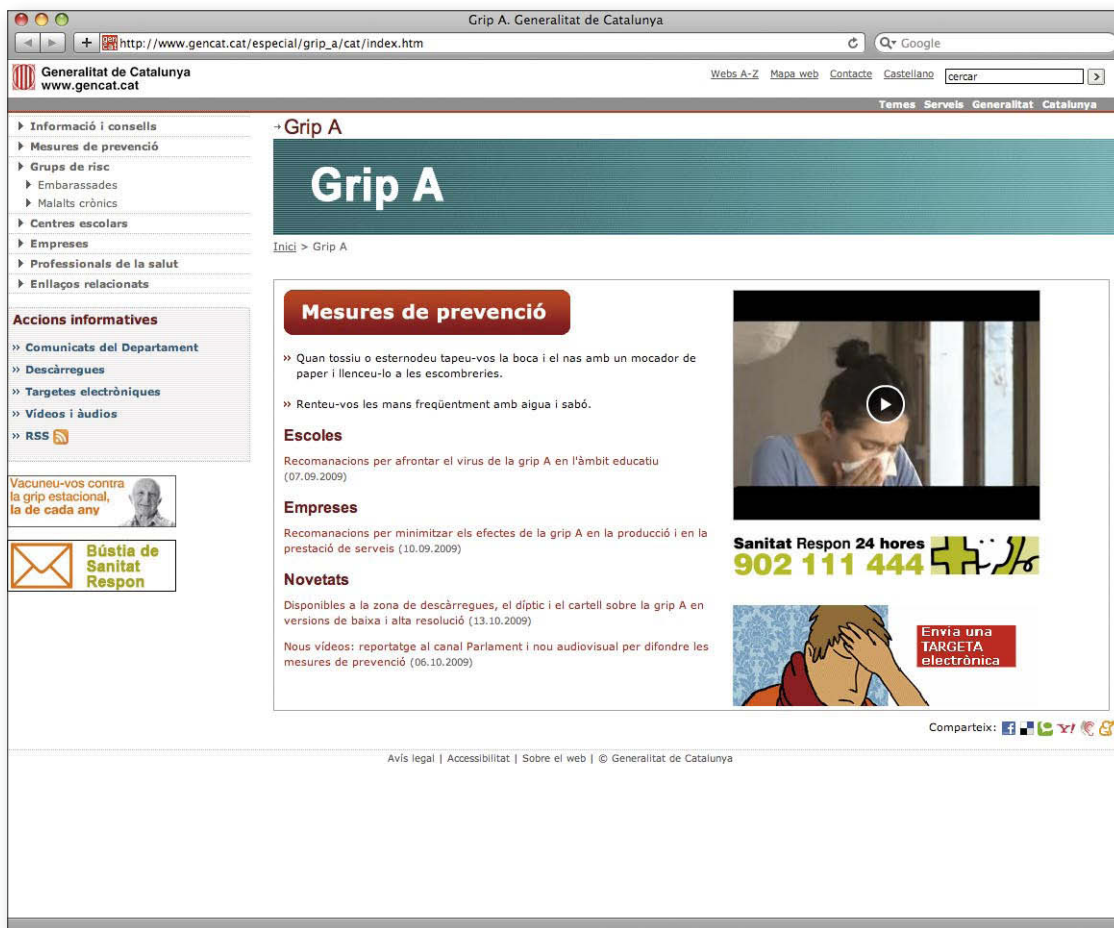 Grip A. Generalitat de Catalunya
http://www.gencat.cat/especial/grip_a/cat/index.htm
Google
Generalitat de Catalunya
www.gencat.cat
Webs A-Z Mapa web Contacte Castellano cercar
Temes Serveis Generalitat Catalunya
Informació i consells
Mesures de prevenció
Grups de risc
Embarassades
Malalts crònics
Centres escolars
Empreses
Professionals de la salut
Enllaços relacionats
Accions informatives
» Comunicats del Departament
» Descàrregues
» Targetes electròniques
» Vídeos i àudios
» RSS
Vacuneu-vos contra
la grip estacional,
la de cada any
Bústia de
Sanitat
Respon
Grip A
Grip A
Inici > Grip A
Mesures de prevenció
» Quan tossiu o esternodeu tapeu-vos la boca i el nas amb un mocador de
paper i llenceu-lo a les escombreries.
» Renteu-vos les mans freqüentment amb aigua i sabó.
Escoles
Recomanacions per afrontar el virus de la grip A en l'àmbit educatiu
(07.09.2009)
Empreses
Recomanacions per minimitzar els efectes de la grip A en la producció i en la
prestació de serveis (10.09.2009)
Novetats
Disponibles a la zona de descàrregues, el díptic i el cartell sobre la grip A en
versions de baixa i alta resolució (13.10.2009)
Nous vídeos: reportatge al canal Parlament i nou audiovisual per difondre les
mesures de prevenció (06.10.2009)
Sanitat Respon 24 hores
902 111 444
Envia una
TARGETA
electrònica
Comparteix:
Avís legal | Accessibilitat | Sobre el web | © Generalitat de Catalunya